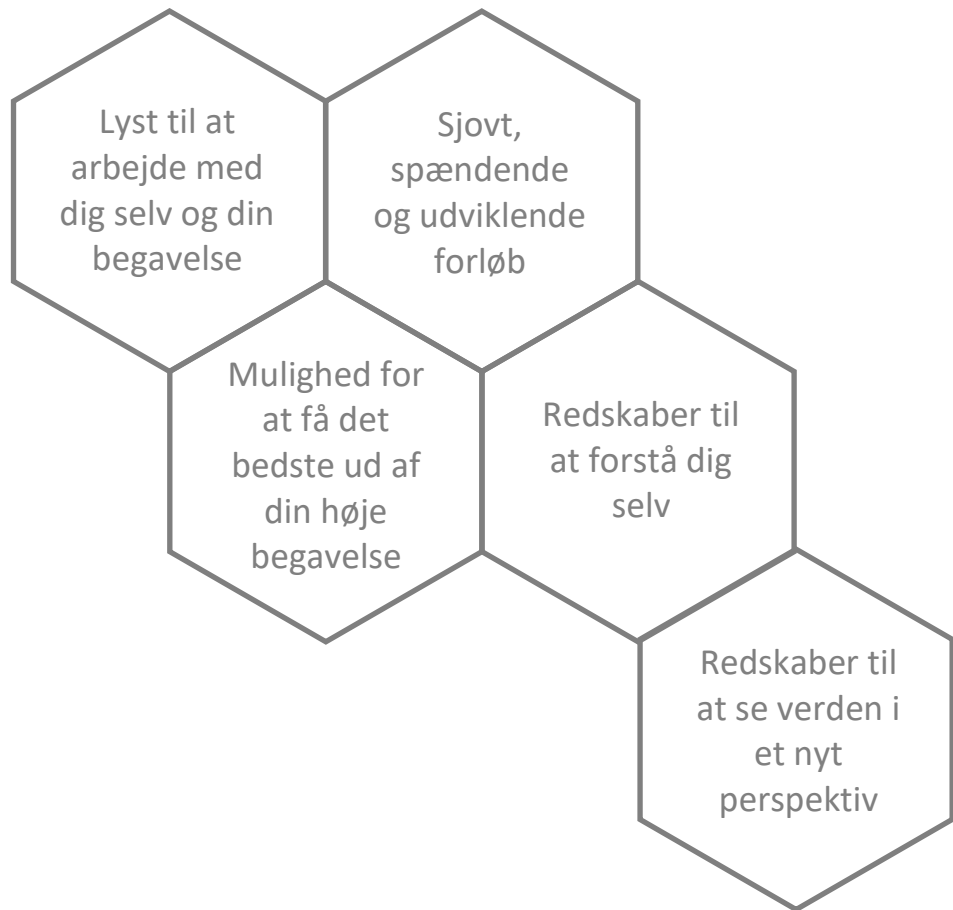 Lyst til at
arbejde med
dig selv og din
begavelse
Sjovt,
spændende
og udviklende
forløb
Mulighed for
at få det
bedste ud af
din høje
begavelse
Redskaber til
at forstå dig
selv
Redskaber til
at se verden i
et nyt
perspektiv